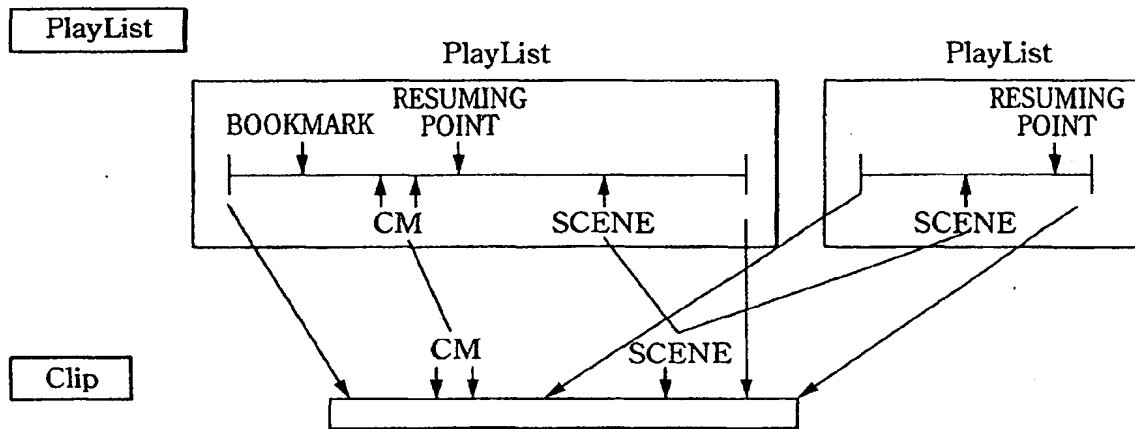 PlayList
PlayList
PlayList
BOOKMARK
RESUMING
POINT
RESUMING
POINT
CM
SCENE
SCENE
CM
SCENE
Clip